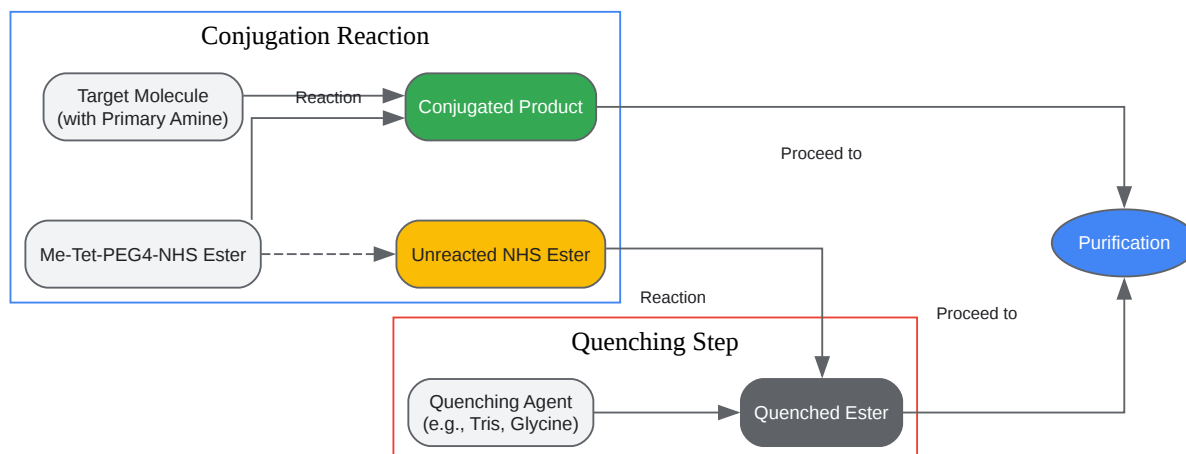 Conjugation Reaction
Target Molecule
(with Primary Amine)
Reaction
Conjugated Product
Proceed to
Me-Tet-PEG4-NHS Ester
Unreacted NHS Ester
Purification
Reaction
Proceed to
Quenching Step
Quenching Agent
(e.g., Tris, Glycine)
Quenched Ester